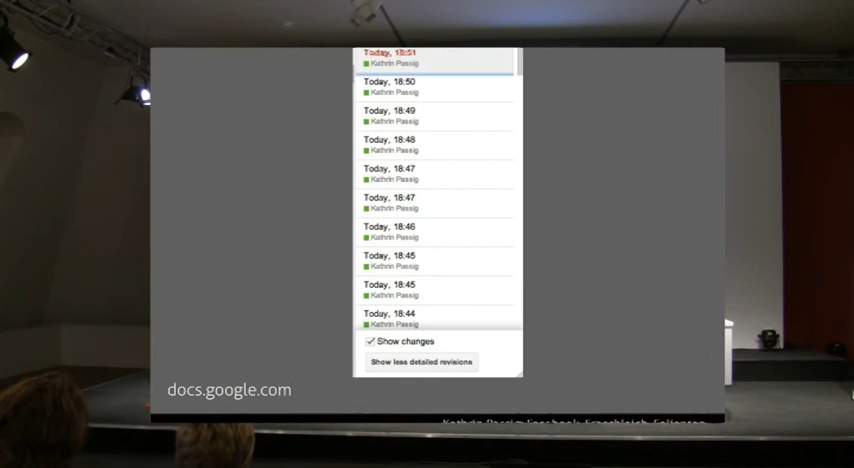 Today, 18:51
Kathrin Passig
Today, 18:50
Kathrin Passig
Today, 18:49
Kathrin Passig
Today, 18:48
Kathrin Passig
Today, 18:47
Kathrin Passig
Today, 18:47
Kathrin Passig
Today, 18:46
Kathrin Passig
Today, 18:45
Kathrin Passig
Today, 18:45
Kathrin Passig
Today, 18:44
Kathrin Passig
Show changes
Show less detailed revisions
docs.google.com
Kathrin Passig